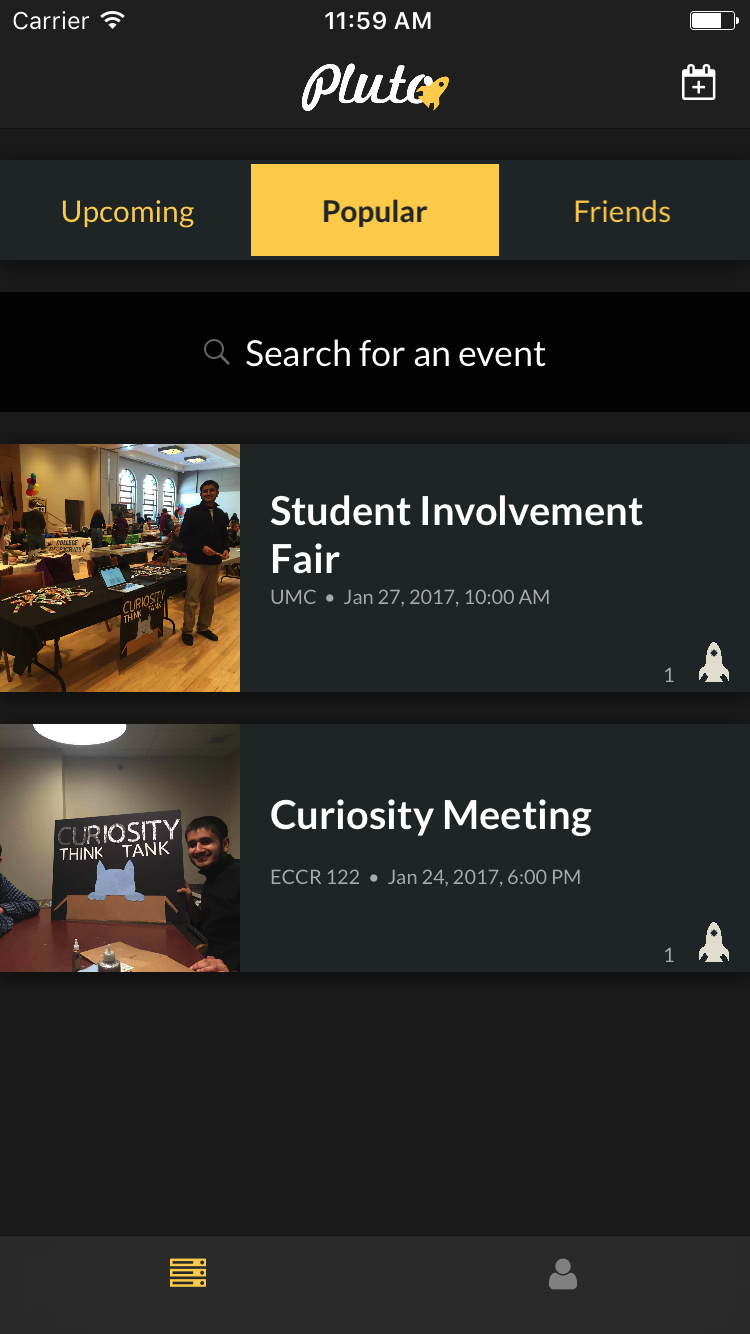 Carrier 11:59 AM
Pluto
Upcoming Popular Friends
Search for an event
COLLEGE
DEMOCRATS
CURIOSITY
THINK TANK
Student Involvement
Fair
UMC • Jan 27, 2017, 10:00 AM
1
CURIOSITY
THINK TANK
Curiosity Meeting
ECCR 122 • Jan 24, 2017, 6:00 PM
1